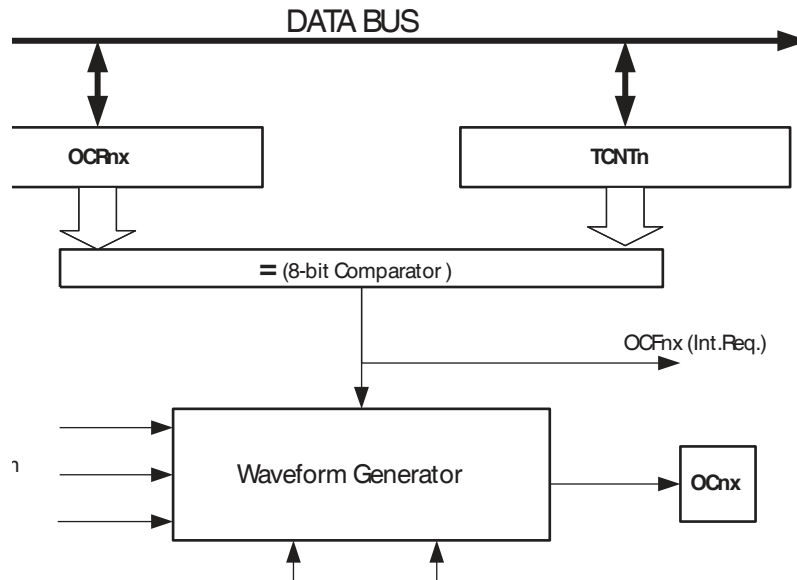 DATA BUS
OCRnx
TCNTn
= (8-bit Comparator )
OCFnx (Int.Req.)
Waveform Generator
OCnx